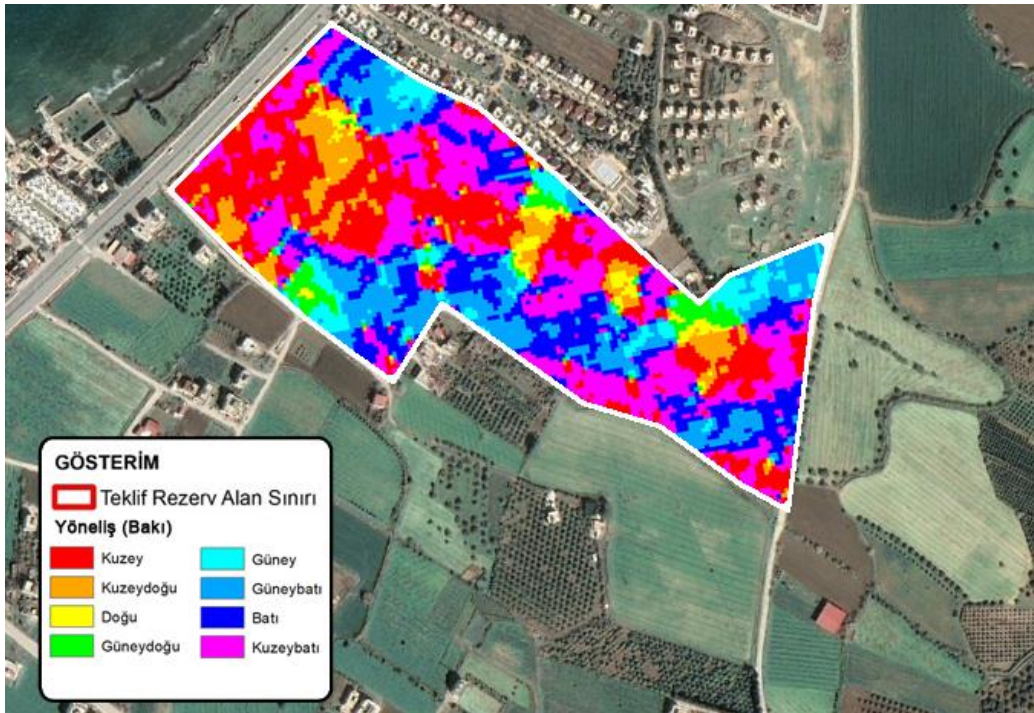 GÖSTERİM
Teklif Rezerv Alan Sınırı
Yöneliş (Bakı)
Kuzey
Kuzeydoğu
Doğu
Güneydoğu
Güney
Güneybatı
Batı
Kuzeybatı